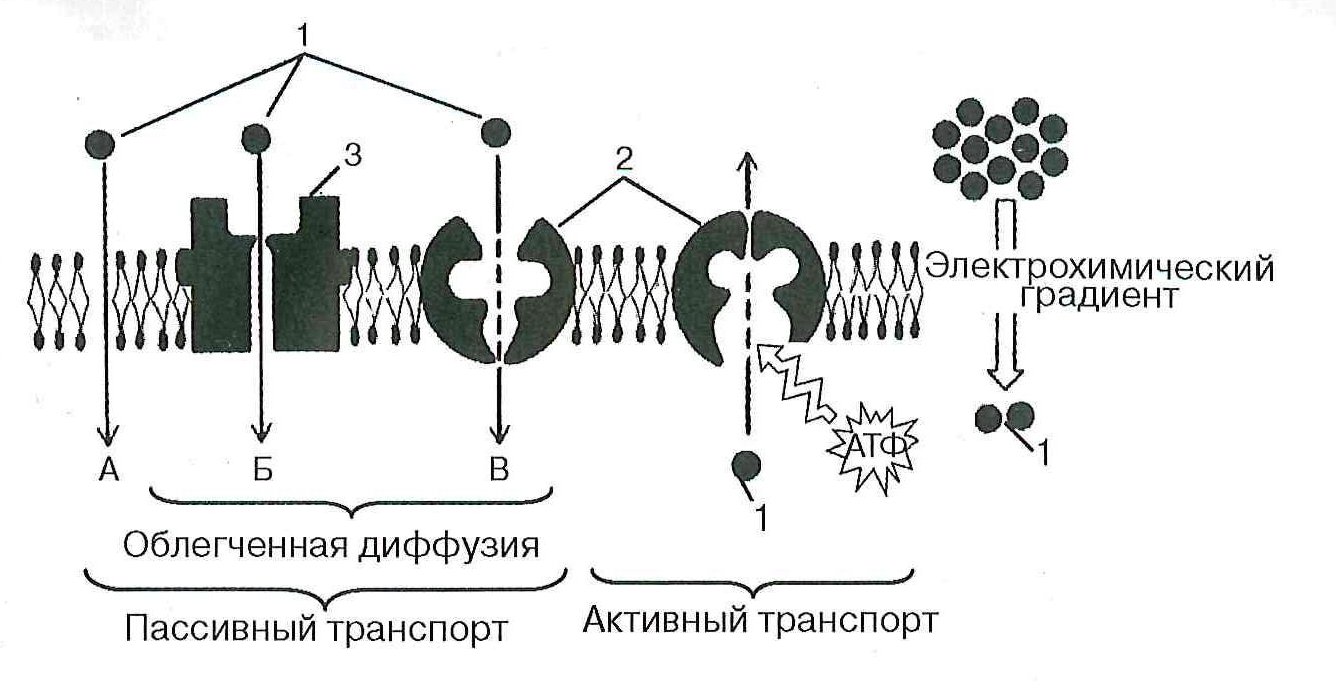 1
3
2
Электрохимический
градиент
АТФ
1
А
Б
В
1
Облегченная диффузия
Пассивный транспорт
Активный транспорт